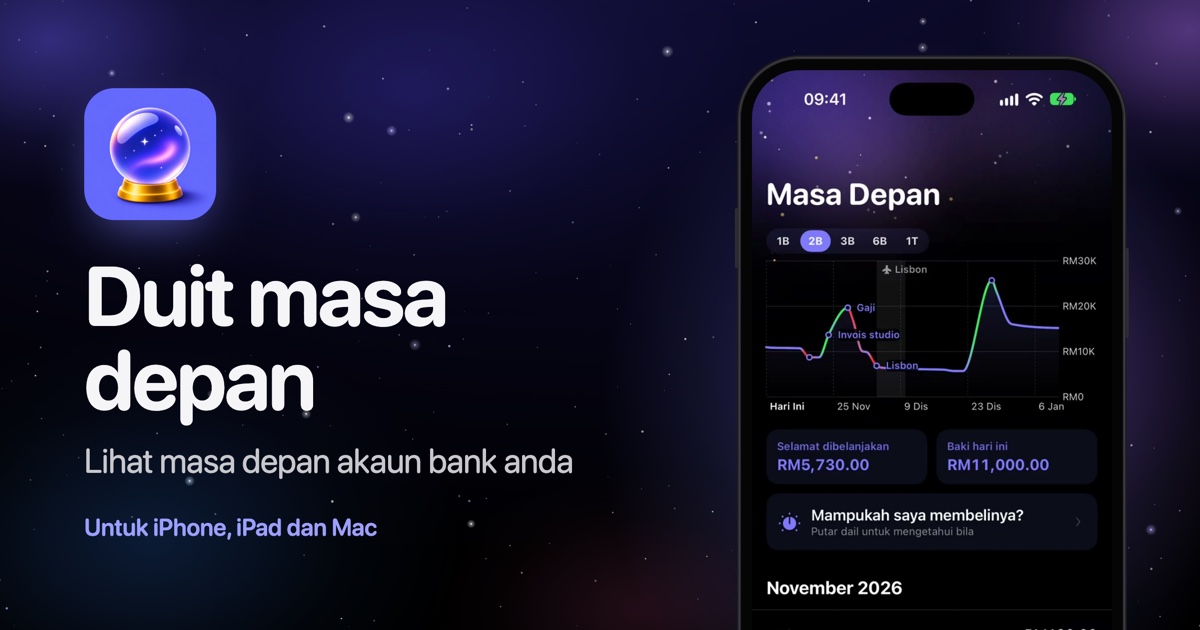 Duit masa
depan
Lihat masa depan akaun bank anda
Untuk iPhone, iPad dan Mac
09:41
Masa Depan
1B 2B 3B 6B 1T
RM30K
Lisbon
RM20K
Gaji
Invois studio
RM10K
Lisbon
RM0
Hari Ini 25 Nov 9 Dis 23 Dis 6 Jan
Selamat dibelanjakan
RM5,730.00
Baki hari ini
RM11,000.00
Mampukah saya membelinya?
Putar dail untuk mengetahui bila
November 2026